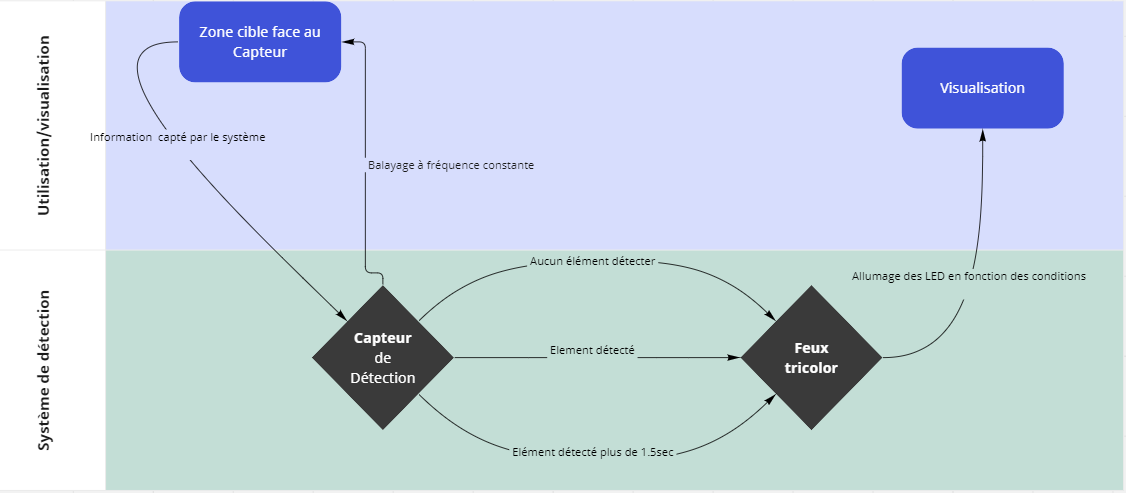 Utilisation/visualisation
Zone cible face au
Capteur
Visualisation
Information  capté par le système
Balayage à fréquence constante
Système de détection
Aucun élément détecter
Allumage des LED en fonction des conditions
Capteur
de
Détection
Element détecté
Feux
tricolor
Elément détecté plus de 1.5sec